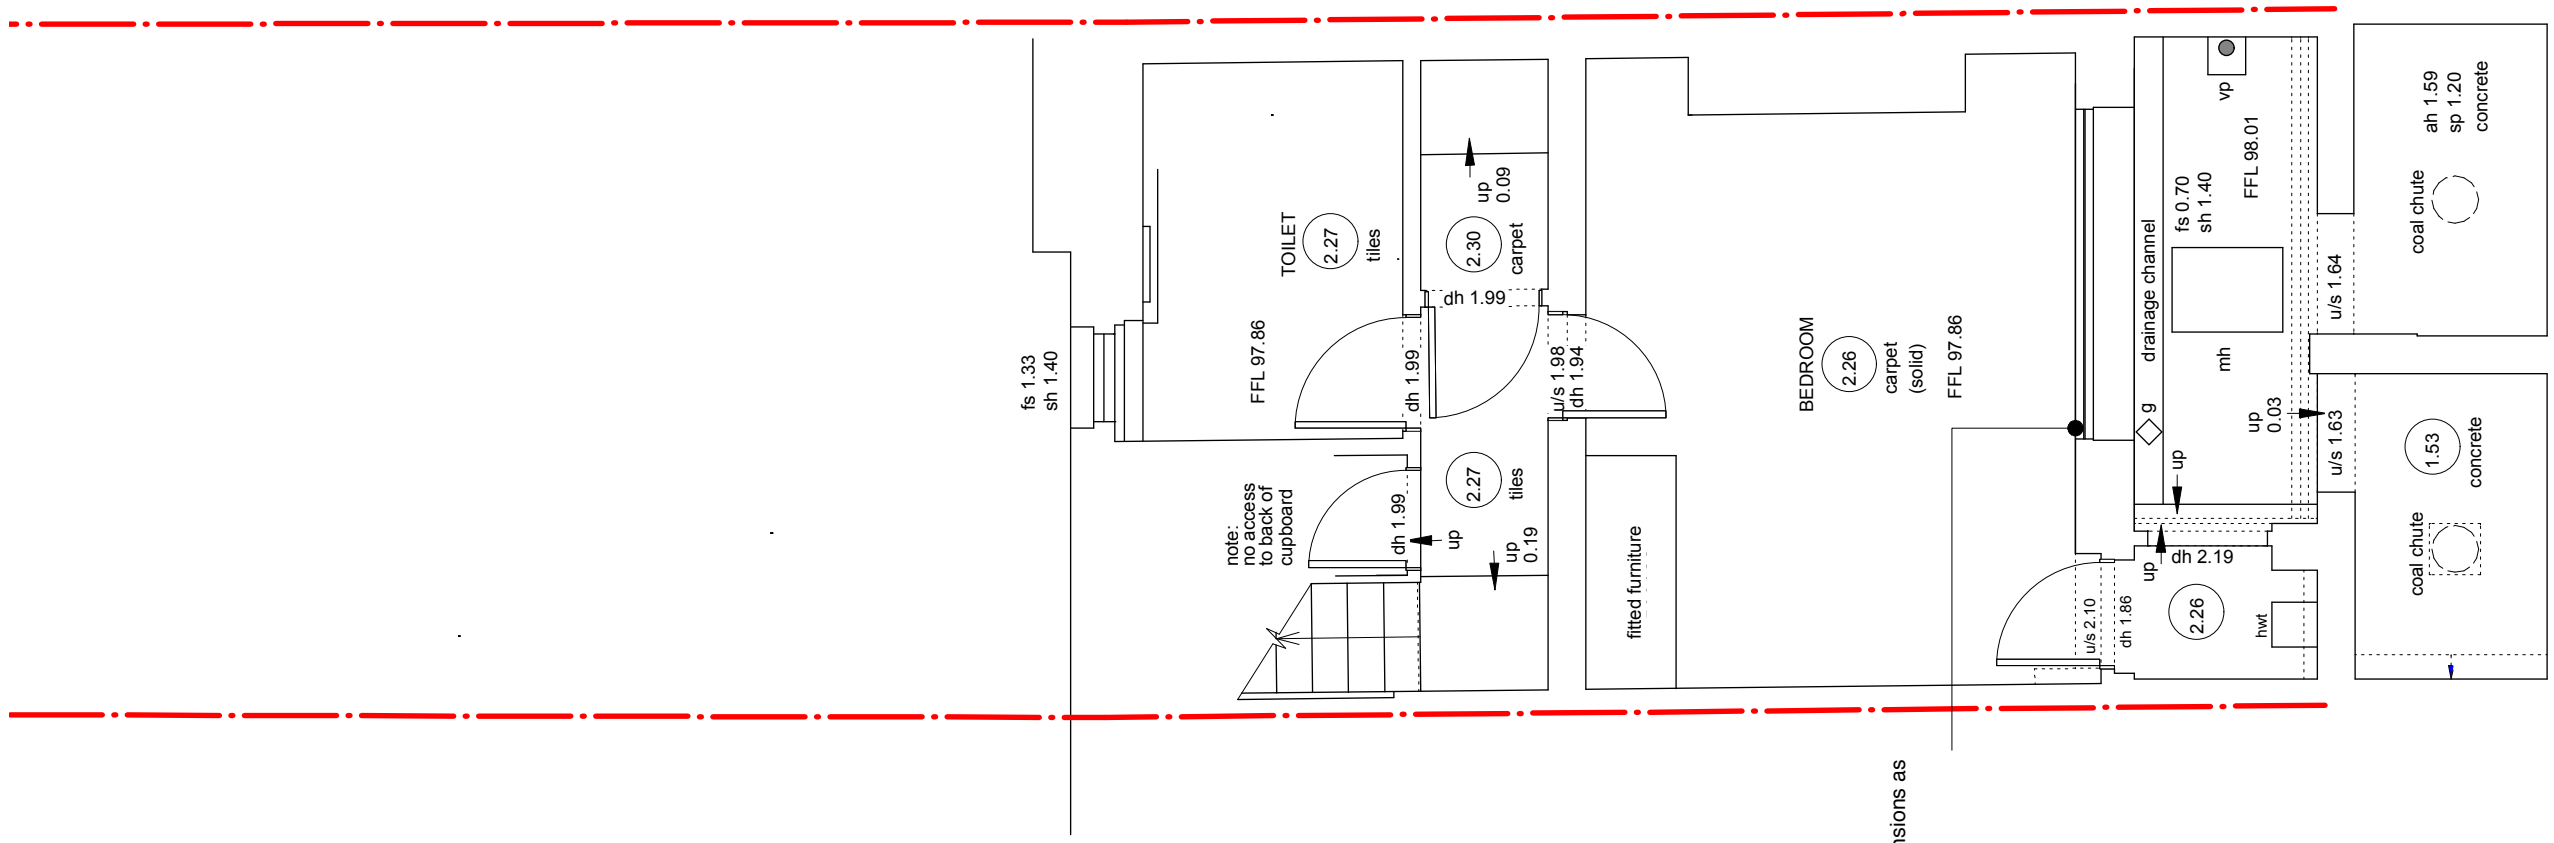 fs 1.33
sh 1.40
note:
no access
to back of
cupboard
TOILET
2.27
tiles
FFL 97.86
dh 1.99
dh 1.99
up
up
0.09
2.30
carpet
dh 1.99
2.27
tiles
up
0.19
u/s 1.98
dh 1.94
fitted furniture
BEDROOM
2.26
carpet
(solid)
FFL 97.86
nsions as
u/s 2.10
dh 1.86
drainage channel
g
up
up
dh 2.19
2.26
hwt
vp
fs 0.70
sh 1.40
FFL 98.01
mh
up
0.03
u/s 1.64
u/s 1.63
coal chute
ah 1.59
sp 1.20
concrete
coal chute
1.53
concrete